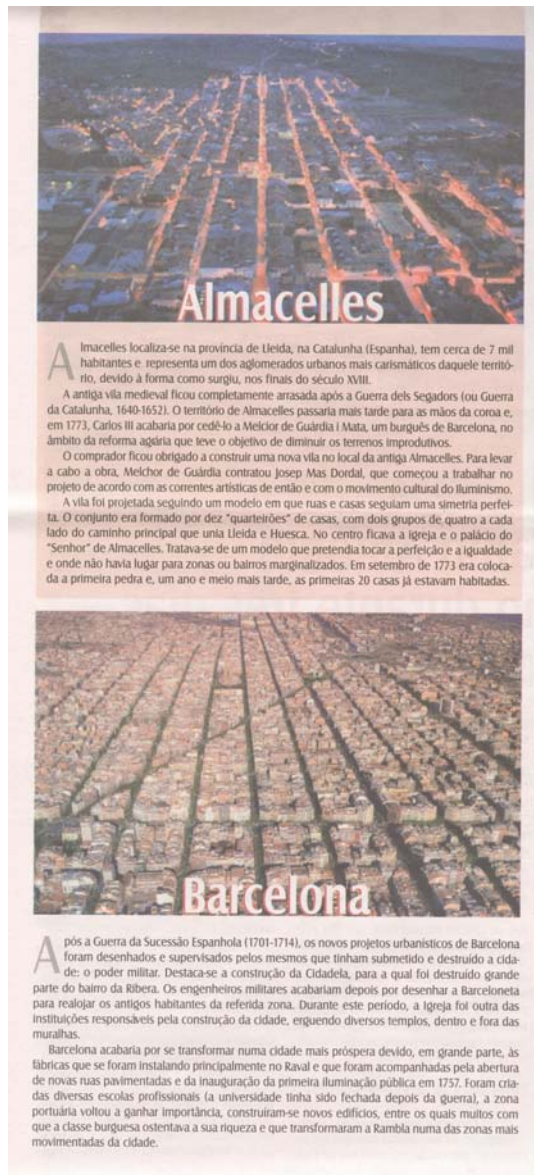 Almacelles
Almacelles localiza-se na província de Lleida, na Catalunha (Espanha), tem cerca de 7 mil
habitantes e representa um dos aglomerados urbanos mais carismáticos daquele territó-
rio, devido à forma como surgiu, nos finais do século XVIII.
A antiga vila medieval ficou completamente arrasada após a Guerra dels Segadors (ou Guerra
da Catalunha, 1640-1652). O território de Almacelles passaria mais tarde para as mãos da coroa e,
em 1773, Carlos III acabaria por cedê-lo a Melcior de Guàrdia i Mata, um burguês de Barcelona, no
âmbito da reforma agária que teve o objetivo de diminuir os terrenos improdutivos.
O comprador ficou obrigado a construir uma nova vila no local da antiga Almacelles. Para levar
a cabo a obra, Melchor de Guàrdia contratou Josep Mas Dordal, que começou a trabalhar no
projeto de acordo com as correntes artísticas de então e com o movimento cultural do Iluminismo.
A vila foi projetada seguindo um modelo em que ruas e casas seguiam uma simetria perfei-
ta. O conjunto era formado por dez "quarteirões" de casas, com dois grupos de quatro a cada
lado do caminho principal que unia Lleida e Huesca. No centro ficava a igreja e o palácio do
"Senhor" de Almacelles. Tratava-se de um modelo que pretendia tocar a perfeição e a igualdade
e onde não havia lugar para zonas ou bairros marginalizados. Em setembro de 1773 era coloca-
da a primeira pedra e, um ano e meio mais tarde, as primeiras 20 casas já estavam habitadas.
Barcelona
Após a Guerra da Sucessão Espanhola (1701-1714), os novos projetos urbanísticos de Barcelona
foram desenhados e supervisados pelos mesmos que tinham submetido e destruído a cida-
de: o poder militar. Destaca-se a construção da Cidadela, para a qual foi destruído grande
parte do bairro da Ribera. Os engenheiros militares acabariam depois por desenhar a Barceloneta
para realojar os antigos habitantes da referida zona. Durante este período, a Igreja foi outra das
instituições responsáveis pela construção da cidade, erguendo diversos templos, dentro e fora das
muralhas.
Barcelona acabaria por se transformar numa cidade mais próspera devido, em grande parte, às
fábricas que se foram instalando principalmente no Raval e que foram acompanhadas pela abertura
de novas ruas pavimentadas e da inauguração da primeira iluminação pública em 1757. Foram cria-
das diversas escolas profissionais (a universidade tinha sido fechada depois da guerra), a zona
portuária voltou a ganhar importância, construíram-se novos edifícios, entre os quais muitos com
que a classe burguesa ostentava a sua riqueza e que transformaram a Rambla numa das zonas mais
movimentadas da cidade.